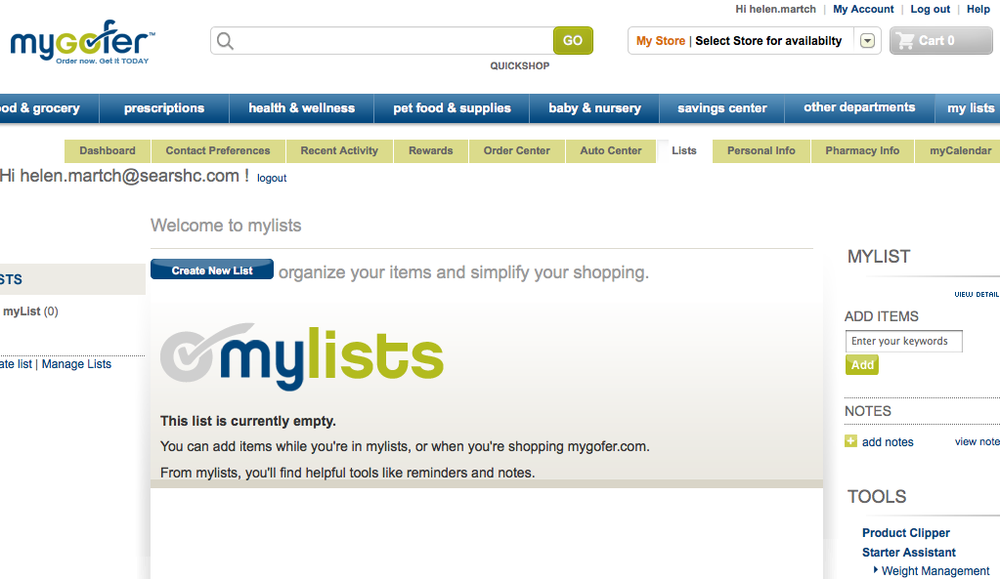 Hi helen.martch | My Account | Log out | Help
mygofer™
Order now. Get it TODAY
GO
My Store | Select Store for availabilty
Cart 0
QUICKSHOP
od & grocery
prescriptions
health & wellness
pet food & supplies
baby & nursery
savings center
other departments
my lists
Dashboard
Contact Preferences
Recent Activity
Rewards
Order Center
Auto Center
Lists
Personal Info
Pharmacy Info
myCalendar
Hi helen.martch@searshc.com ! logout
Welcome to mylists
Create New List organize your items and simplify your shopping.
STS
myList (0)
ate list | Manage Lists
mylists
This list is currently empty.
You can add items while you're in mylists, or when you're shopping mygofer.com.
From mylists, you'll find helpful tools like reminders and notes.
MYLIST
VIEW DETAIL
ADD ITEMS
Enter your keywords
Add
NOTES
add notes
view note
TOOLS
Product Clipper
Starter Assistant
Weight Management